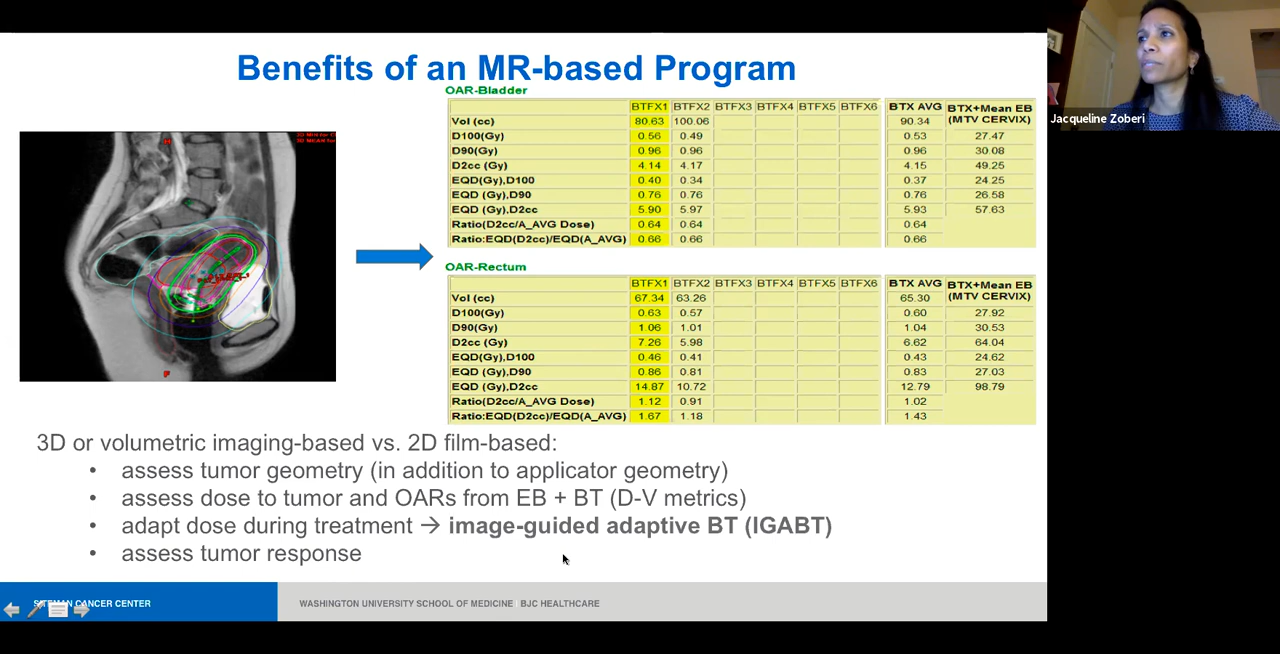 Benefits of an MR-based Program
Jacqueline Zoberi
OAR-Bladder
BTFX1 BTFX2 BTFX3 BTFX4 BTFX5 BTFX6 BTX AVG BTX+Mean EB (MTV CERVIX)
Vol (cc) 80.63 100.06 90.34
D100(Gy) 0.56 0.49 0.53 27.47
D90(Gy) 0.96 0.96 0.96 30.08
D2cc (Gy) 4.14 4.17 4.15 49.25
EQD(Gy),D100 0.40 0.34 0.37 24.25
EQD (Gy),D90 0.76 0.76 0.76 26.58
EQD (Gy),D2cc 5.90 5.97 5.93 57.63
Ratio(D2cc/A_AVG Dose) 0.64 0.64 0.64
Ratio:EQD(D2cc)/EQD(A_AVG) 0.66 0.66 0.66
OAR-Rectum
BTFX1 BTFX2 BTFX3 BTFX4 BTFX5 BTFX6 BTX AVG BTX+Mean EB (MTV CERVIX)
Vol (cc) 67.34 63.26 65.30
D100(Gy) 0.63 0.57 0.60 27.92
D90(Gy) 1.06 1.01 1.04 30.53
D2cc (Gy) 7.26 5.98 6.62 64.04
EQD(Gy),D100 0.46 0.41 0.43 24.62
EQD (Gy),D90 0.86 0.81 0.83 27.03
EQD (Gy),D2cc 14.87 10.72 12.79 98.79
Ratio(D2cc/A_AVG Dose) 1.12 0.91 1.02
Ratio:EQD(D2cc)/EQD(A_AVG) 1.67 1.18 1.43
H
F
3D or volumetric imaging-based vs. 2D film-based:
• assess tumor geometry (in addition to applicator geometry)
• assess dose to tumor and OARs from EB + BT (D-V metrics)
• adapt dose during treatment → image-guided adaptive BT (IGABT)
• assess tumor response
SITEMAN CANCER CENTER
WASHINGTON UNIVERSITY SCHOOL OF MEDICINE | BJC HEALTHCARE